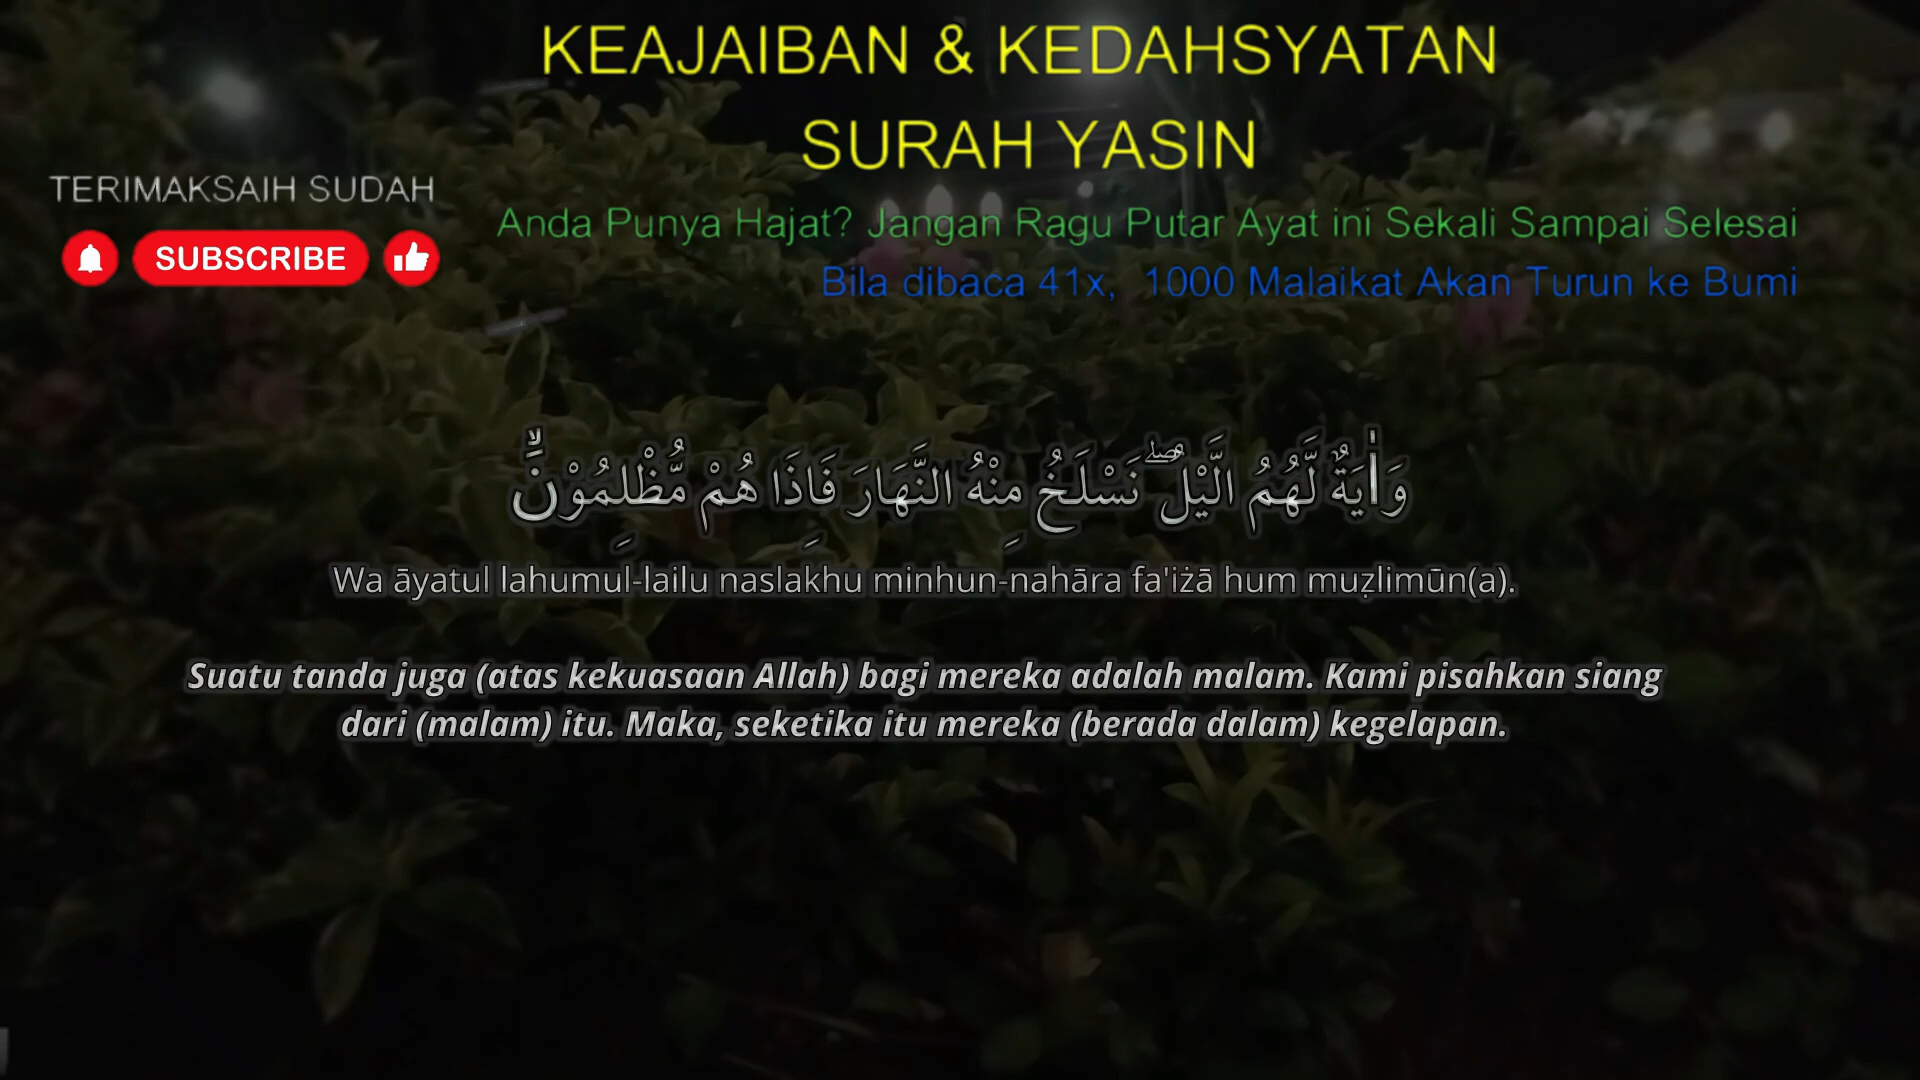 KEAJAIBAN & KEDAHSYATAN
SURAH YASIN
TERIMAKSAIH SUDAH
SUBSCRIBE
Anda Punya Hajat? Jangan Ragu Putar Ayat ini Sekali Sampai Selesai
Bila dibaca 41x, 1000 Malaikat Akan Turun ke Bumi
وَاٰيَةٌ لَّهُمُ الَّيْلُ ۖنَسْلَخُ مِنْهُ النَّهَارَ فَاِذَا هُمْ مُّظْلِمُوْنَۙ
Wa āyatul lahumul-lailu naslakhu minhun-nahāra fa'iżā hum muẓlimūn(a).
Suatu tanda juga (atas kekuasaan Allah) bagi mereka adalah malam. Kami pisahkan siang
dari (malam) itu. Maka, seketika itu mereka (berada dalam) kegelapan.